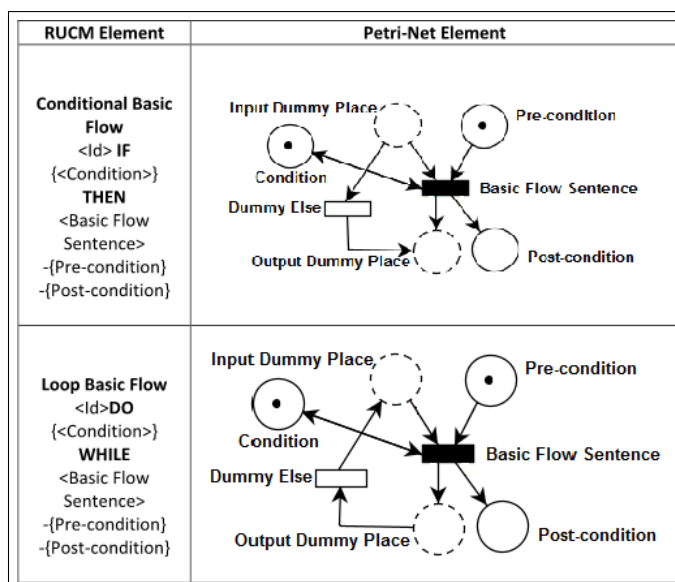 RUCM Element
Petri-Net Element
Conditional Basic
Flow
<Id> IF
{<Condition>}
THEN
<Basic Flow
Sentence>
-{Pre-condition}
-{Post-condition}
Input Dummy Place
Pre-condition
Condition
Basic Flow Sentence
Dummy Else
Output Dummy Place
Post-condition
Loop Basic Flow
<Id>DO
{<Condition>}
WHILE
<Basic Flow
Sentence>
-{Pre-condition}
-{Post-condition}
Input Dummy Place
Pre-condition
Condition
Basic Flow Sentence
Dummy Else
Output Dummy Place
Post-condition